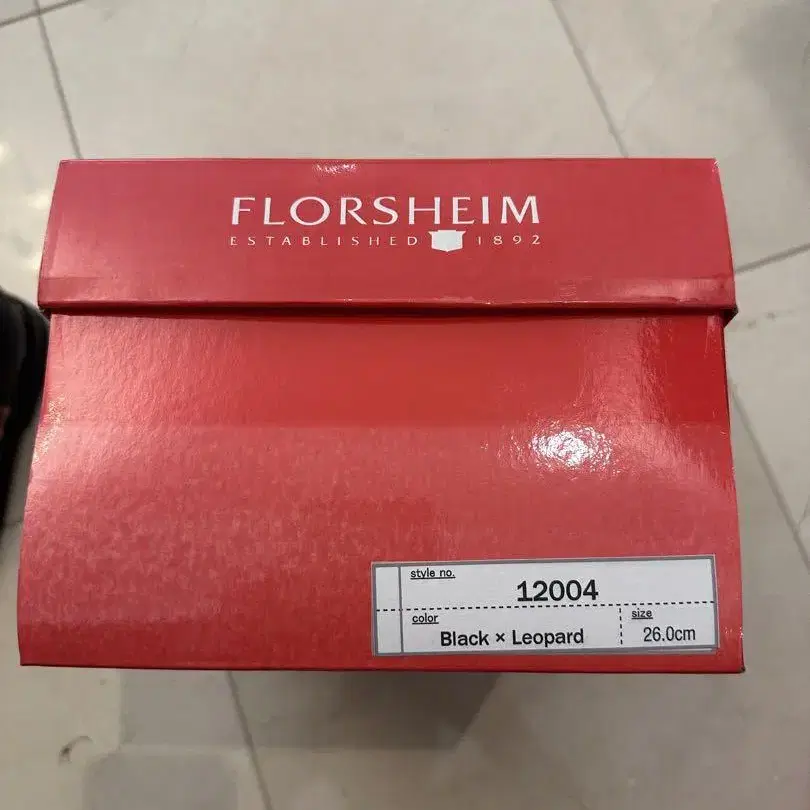 FLORSHEIM
ESTABLISHED 1892
style no.
12004
color
Black × Leopard
size
26.0cm